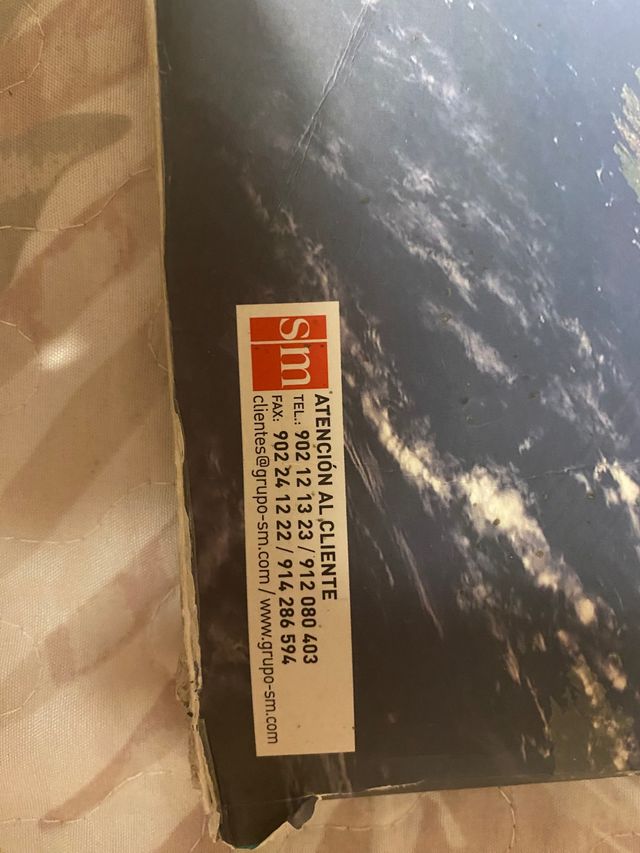 sm
ATENCIÓN AL CLIENTE
TEL.: 902 12 13 23 / 912 080 403
FAX: 902 24 12 22 / 914 286 594
clientes@grupo-sm.com / www.grupo-sm.com